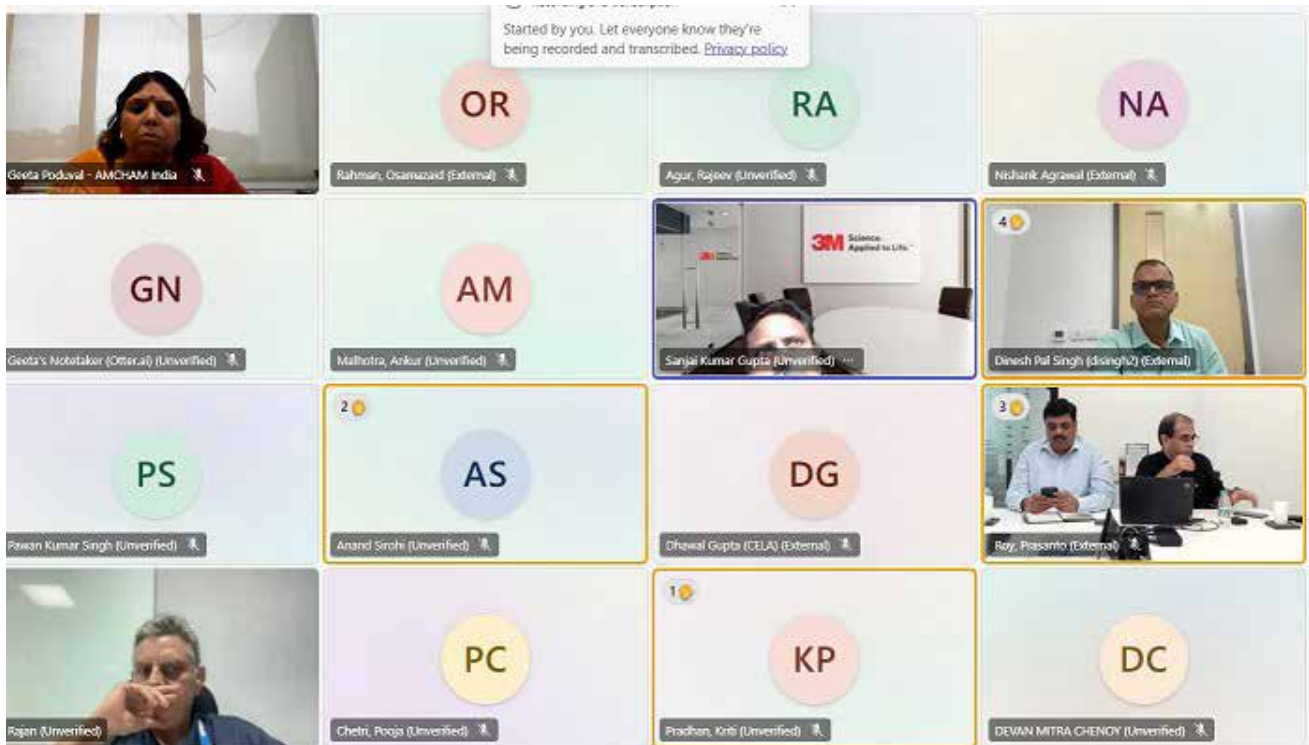 Started by you. Let everyone know they're
being recorded and transcribed. Privacy policy
Geeta Poduval - AMCHAM India
OR
Rahman, Osamazaid (External)
RA
Agur, Rajeev (Unverified)
NA
Nishank Agrawal (External)
GN
Geeta's Notetaker (Otter.ai) (Unverified)
AM
Malhotra, Ankur (Unverified)
3M Science.
Applied to Life.™
3M
Sanjai Kumar Gupta (Unverified) ...
4
Dinesh Pal Singh (disingh2) (External)
PS
Pawan Kumar Singh (Unverified)
2
AS
Anand Sirohi (Unverified)
DG
Dhawal Gupta (CELA) (External)
3
Roy, Prasanto (External)
Rajan (Unverified)
PC
Chetri, Pooja (Unverified)
1
KP
Pradhan, Kriti (Unverified)
DC
DEVAN MITRA CHENOY (Unverified)